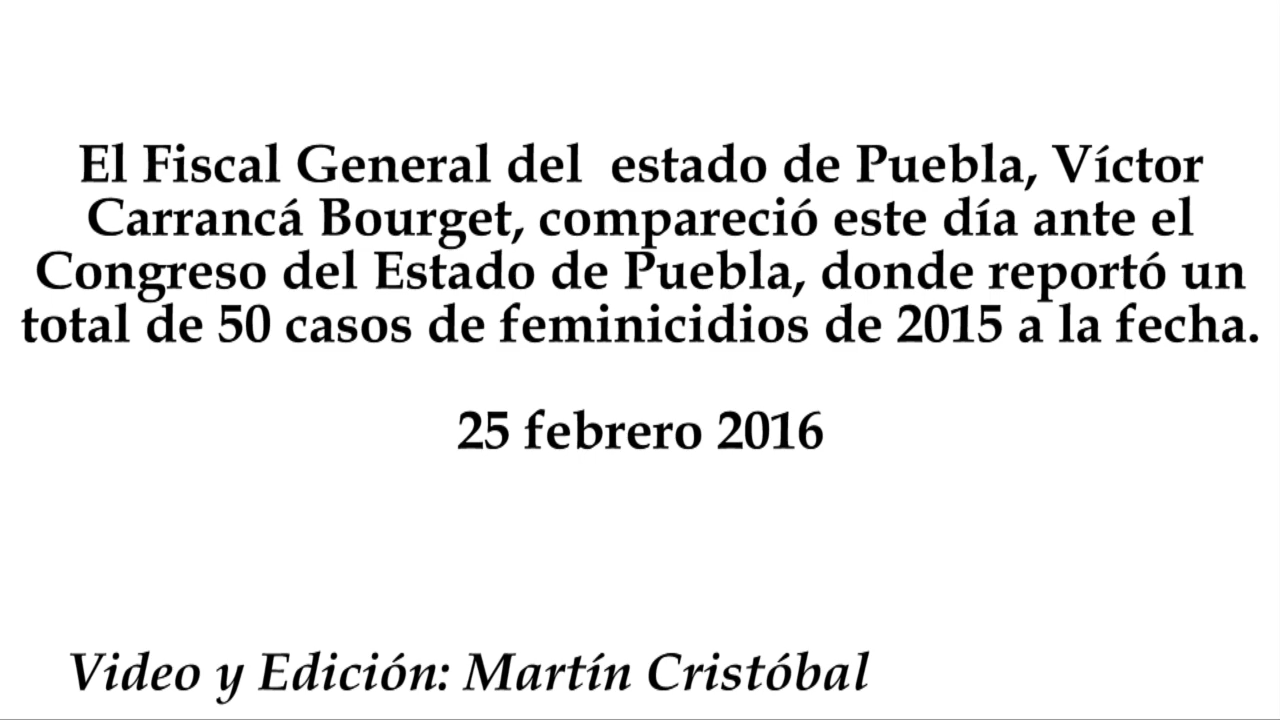 El Fiscal General del  estado de Puebla, Víctor
Carrancá Bourget, compareció este día ante el
Congreso del Estado de Puebla, donde reportó un
total de 50 casos de feminicidios de 2015 a la fecha.
25 febrero 2016
Video y Edición: Martín Cristóbal